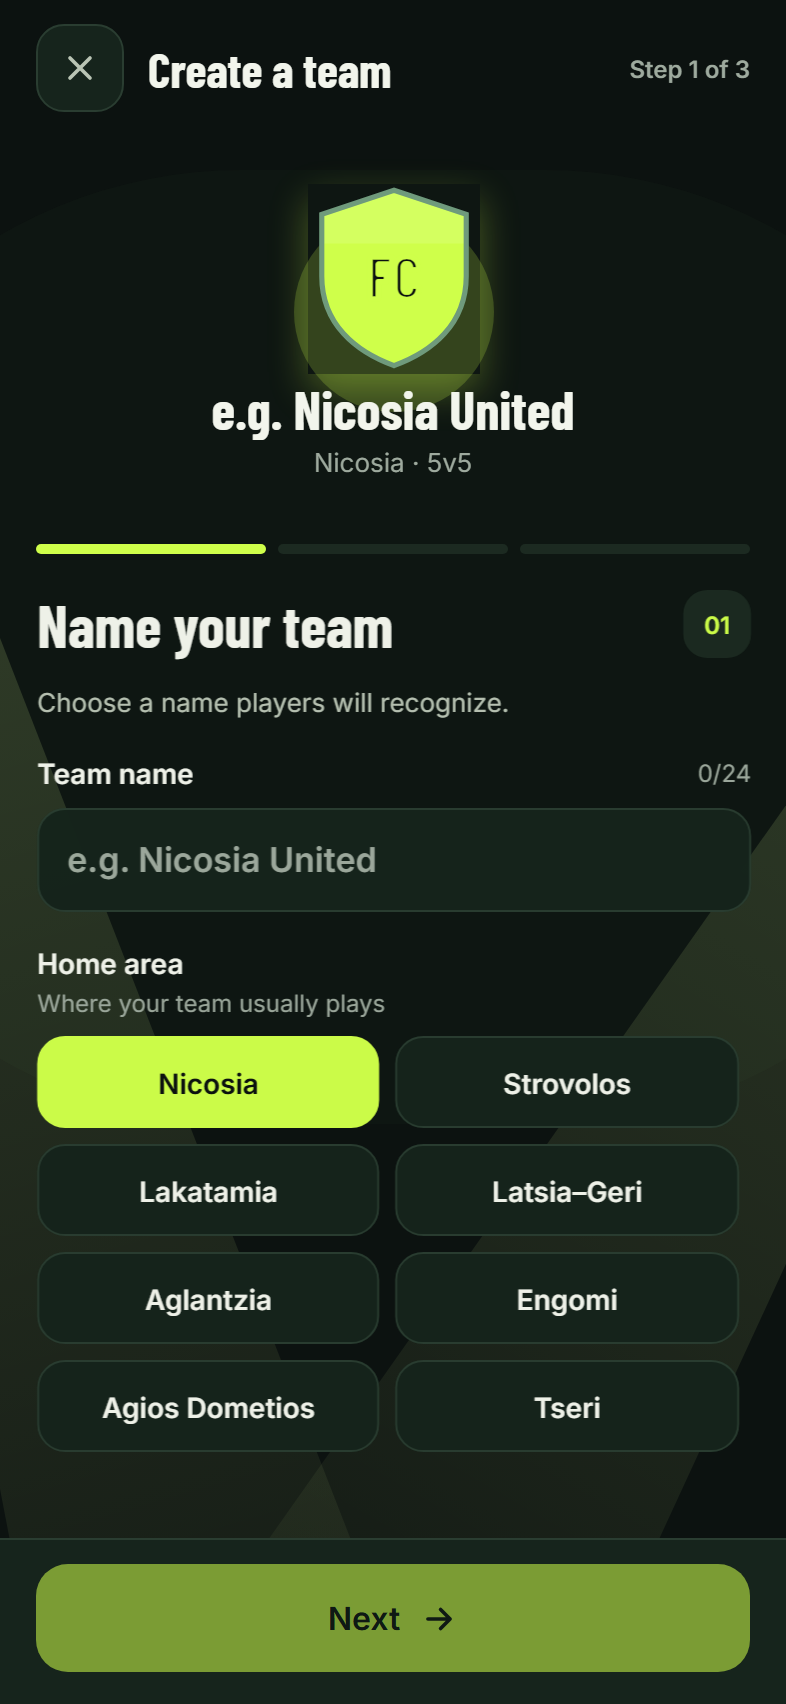 Create a team
Step 1 of 3
FC
e.g. Nicosia United
Nicosia · 5v5
Name your team
01
Choose a name players will recognize.
Team name
0/24
e.g. Nicosia United
Home area
Where your team usually plays
Nicosia
Strovolos
Lakatamia
Latsia–Geri
Aglantzia
Engomi
Agios Dometios
Tseri
Next →